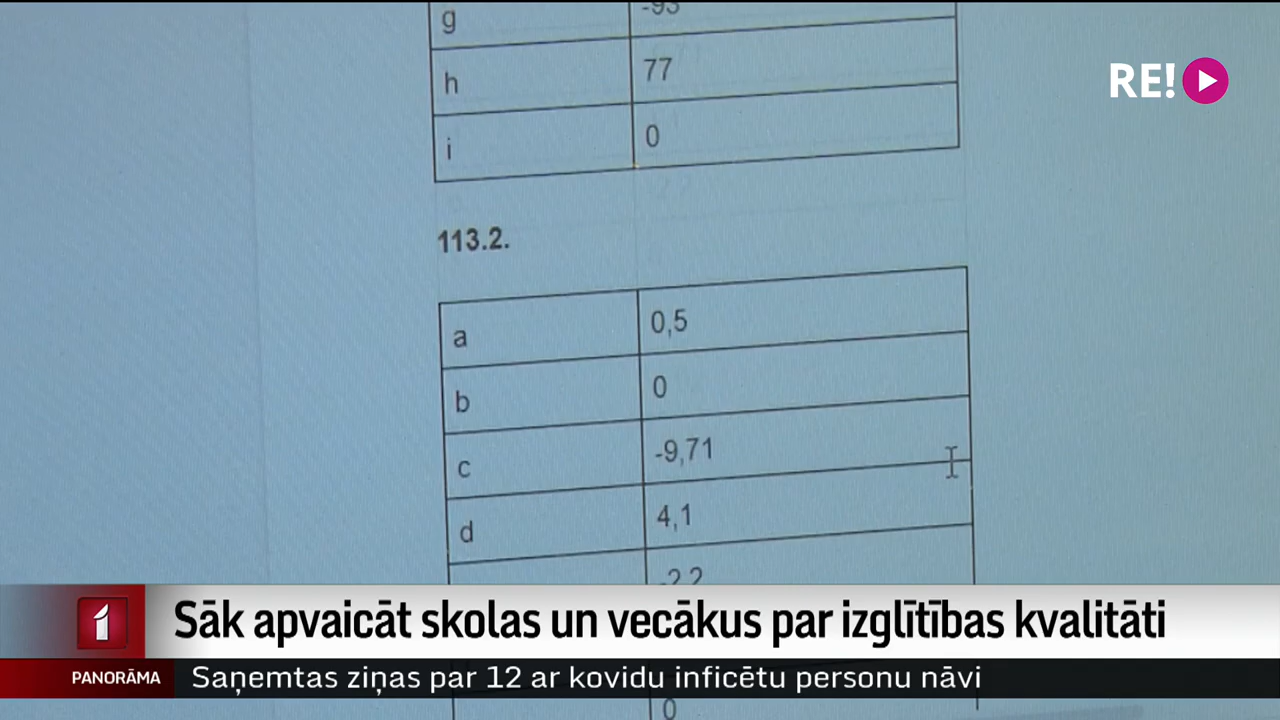 g -93
h 77
i 0
RE!
113.2.
a 0,5
b 0
c -9,71
d 4,1
-2,2
1
Sāk apvaicāt skolas un vecākus par izglītības kvalitāti
PANORĀMA Saņemtas ziņas par 12 ar kovidu inficētu personu nāvi
0